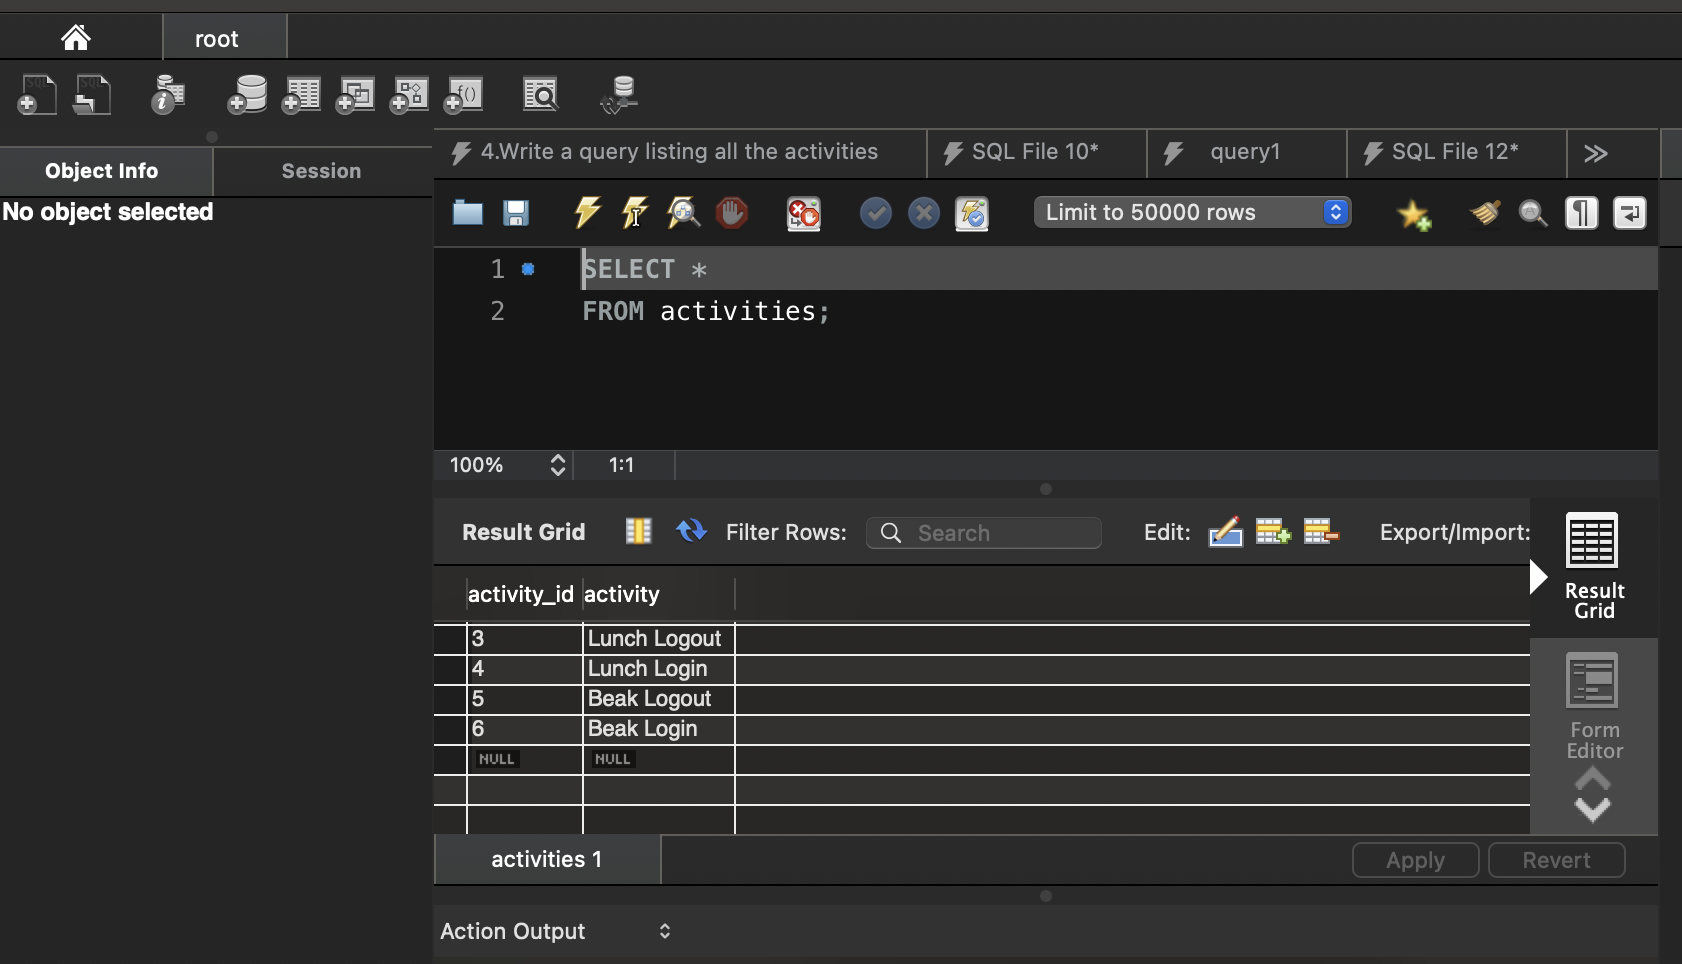 root
SQL
SQL
f()
4.Write a query listing all the activities
SQL File 10*
query1
SQL File 12*
Object Info
Session
No object selected
Limit to 50000 rows
1
SELECT *
2
FROM activities;
100%
1:1
Result Grid
Filter Rows:
Search
Edit:
Export/Import:
Result
Grid
activity_id
activity
3
Lunch Logout
4
Lunch Login
5
Beak Logout
6
Beak Login
NULL
NULL
Form
Editor
activities 1
Apply
Revert
Action Output